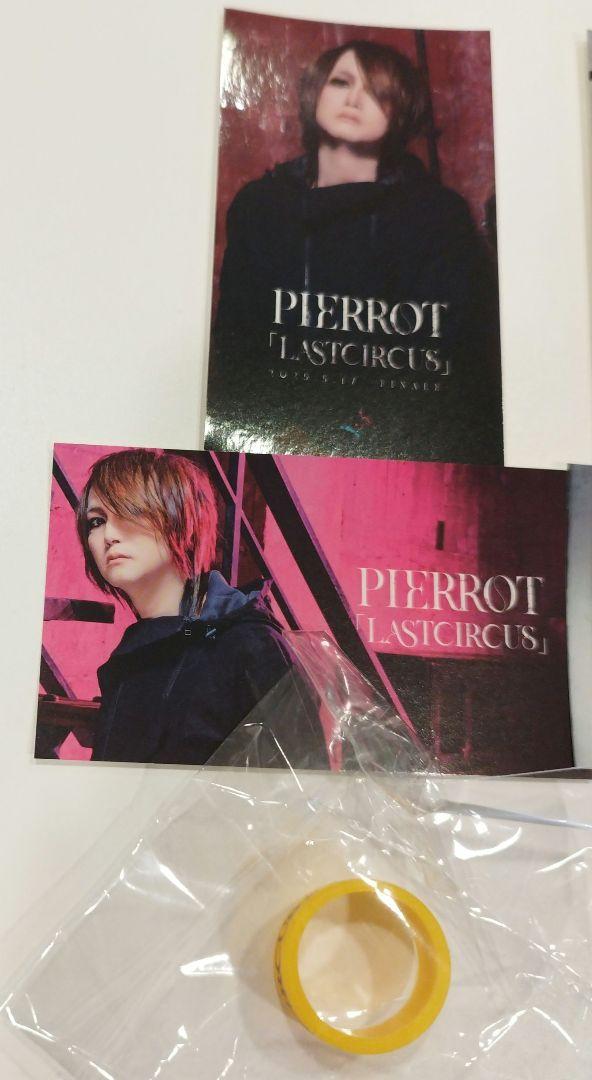 PIERROT
「LASTCIRCUS」
FINALE
PIERROT
「LASTCIRCUS」